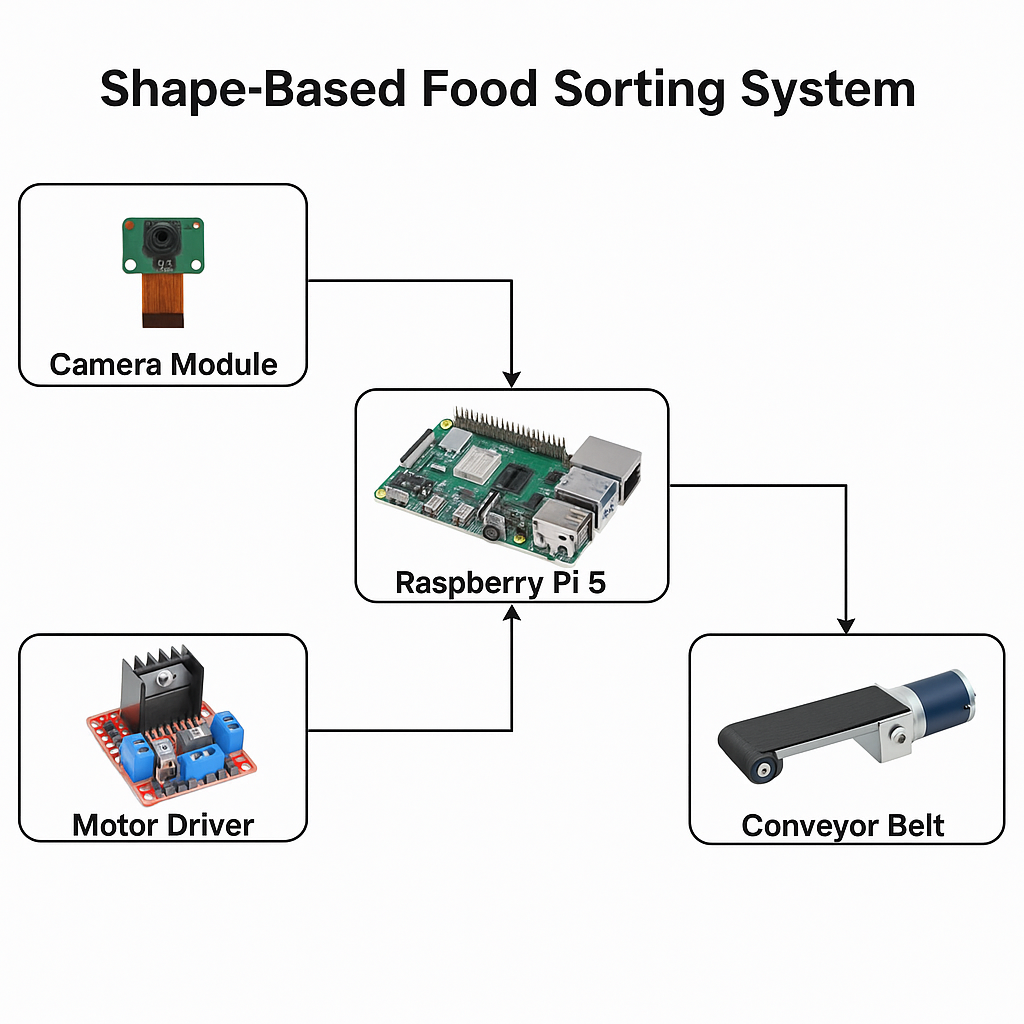 Shape-Based Food Sorting System
Camera Module
Raspberry Pi 5
Motor Driver
Conveyor Belt